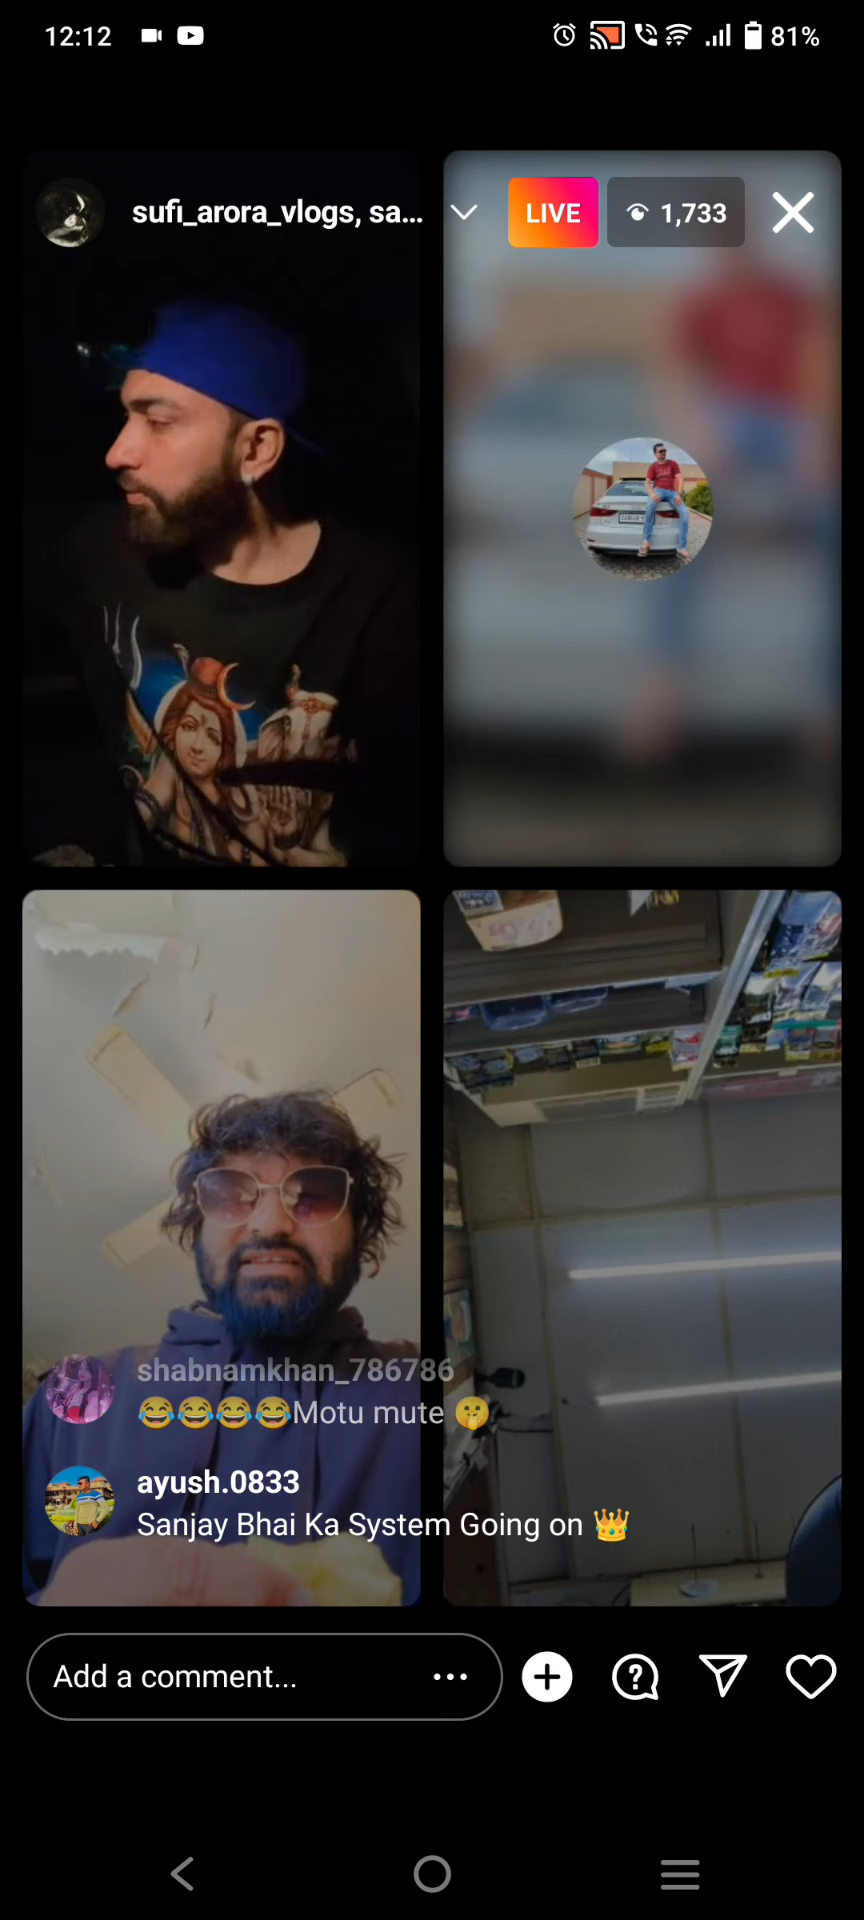 12:12
81%
sufi_arora_vlogs, sa...
LIVE
1,733
shabnamkhan_786786
😂😂😂😂Motu mute 🤫
ayush.0833
Sanjay Bhai Ka System Going on 👑
Add a comment...